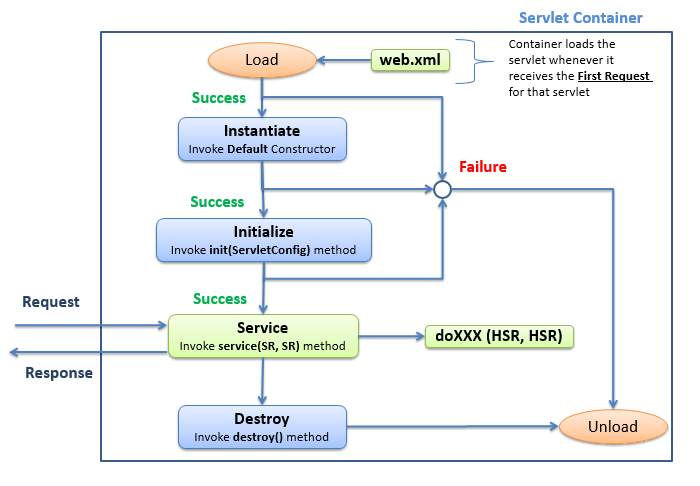 Servlet Container
Load
web.xml
Container loads the
servlet whenever it
receives the First Request
for that servlet
Success
Instantiate
Invoke Default Constructor
Failure
Success
Initialize
Invoke init(ServletConfig) method
Success
Request
Service
Invoke service(SR, SR) method
doXXX (HSR, HSR)
Response
Destroy
Invoke destroy() method
Unload